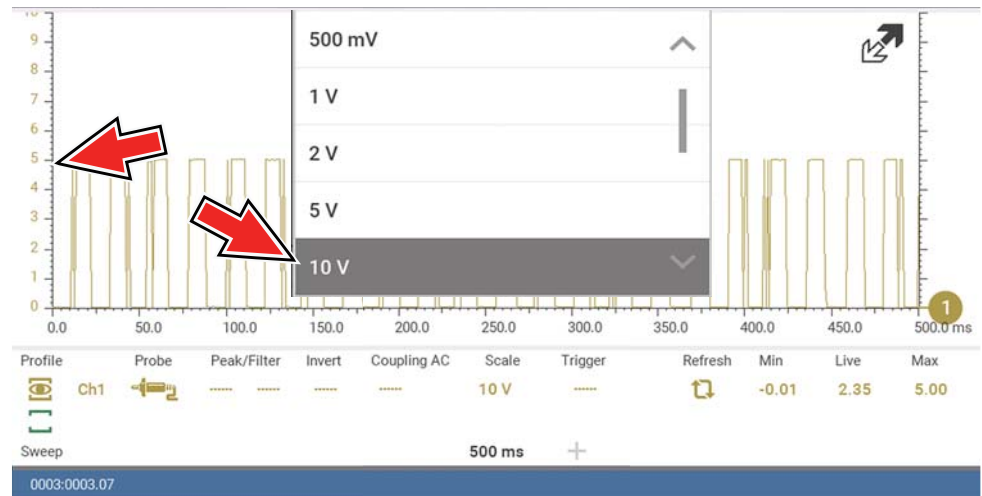 500 mV
1 V
2 V
5 V
10 V
10
9
8
7
6
5
4
3
2
1
0
0.0 50.0 100.0 150.0 200.0 250.0 300.0 350.0 400.0 450.0 500.0 ms
1
Profile Probe Peak/Filter Invert Coupling AC Scale Trigger Refresh Min Live Max
Ch1 ------ ------ ------ ------ 10 V ------ -0.01 2.35 5.00
Sweep 500 ms +
0003:0003.07